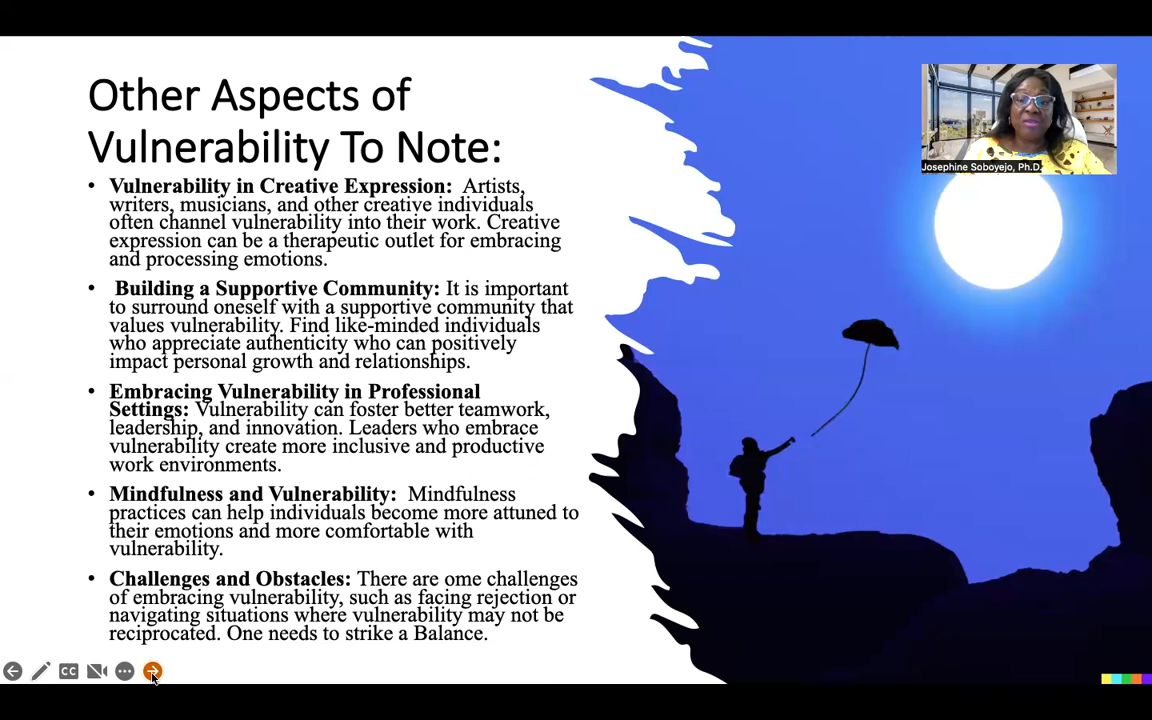 Other Aspects of
Vulnerability To Note:
• Vulnerability in Creative Expression: Artists,
writers, musicians, and other creative individuals
often channel vulnerability into their work. Creative
expression can be a therapeutic outlet for embracing
and processing emotions.
• Building a Supportive Community: It is important
to surround oneself with a supportive community that
values vulnerability. Find like-minded individuals
who appreciate authenticity who can positively
impact personal growth and relationships.
• Embracing Vulnerability in Professional
Settings: Vulnerability can foster better teamwork,
leadership, and innovation. Leaders who embrace
vulnerability create more inclusive and productive
work environments.
• Mindfulness and Vulnerability: Mindfulness
practices can help individuals become more attuned to
their emotions and more comfortable with
vulnerability.
• Challenges and Obstacles: There are ome challenges
of embracing vulnerability, such as facing rejection or
navigating situations where vulnerability may not be
reciprocated. One needs to strike a Balance.
Josephine Soboyejo, Ph.D.
CC